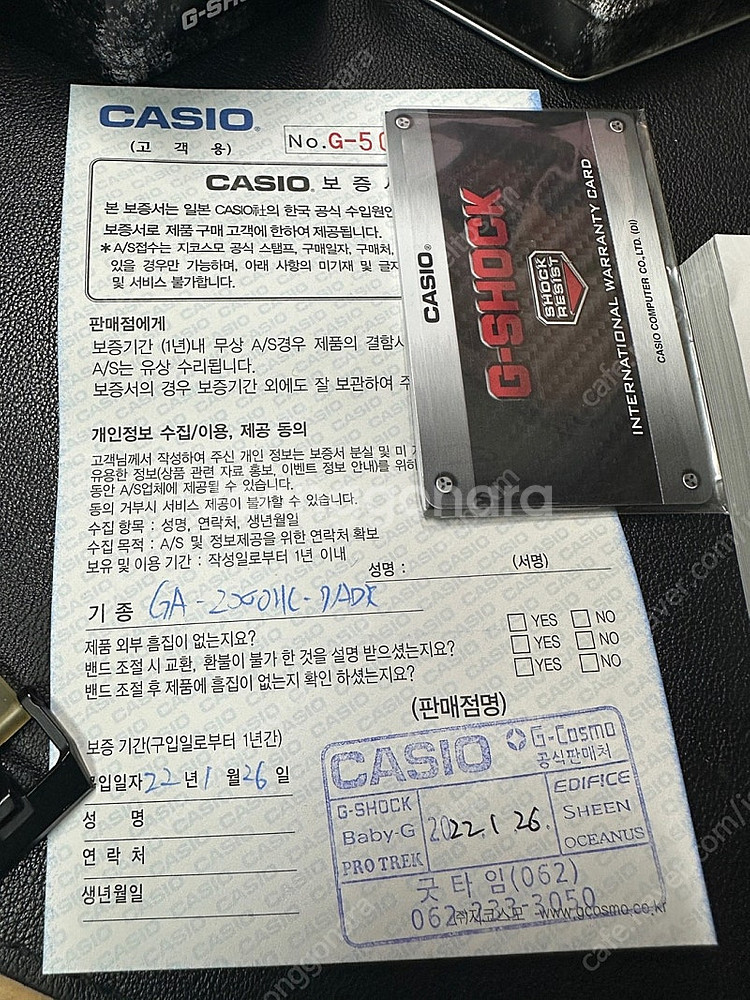 G-SHO
CASIO
(고 객 용)
No.G-50
CASIO 보 증
본 보증서는 일본 CASIO社의 한국 공식 수입원인
보증서로 제품 구매 고객에 한하여 제공됩니다.
*A/S접수는 지코스모 공식 스탬프, 구매일자, 구매처,
있을 경우만 가능하며, 아래 사항의 미기재 및 글자
및 서비스 불가합니다.
판매점에게
보증기간 (1년)내 무상 A/S경우 제품의 결함
A/S는 유상 수리됩니다.
보증서의 경우 보증기간 외에도 잘 보관하여 주
개인정보 수집/이용, 제공 동의
고객님께서 작성하여 주신 개인 정보는 보증서 분실 및 미
유용한 정보(상품 관련 자료 홍보, 이벤트 정보 안내)를 위해
동안 A/S업체에 제공될 수 있습니다.
동의 거부시 서비스 제공이 불가할 수 있습니다.
수집 항목 : 성명, 연락처, 생년월일
수집 목적 : A/S 및 정보제공을 위한 연락처 확보
보유 및 이용 기간 : 작성일로부터 1년 이내
성명 : (서명)
기 종
제품 외부 흠집이 없는지요? YES NO
밴드 조절 시 교환, 환불이 불가 한 것을 설명 받으셨는지요? YES NO
밴드 조절 후 제품에 흠집이 없는지 확인 하셨는지요? YES NO
(판매점명)
보증 기간(구입일로부터 1년간)
구입일자 22 년 1 월 26 일
성 명
연 락 처
생년월일
CASIO G-Cosmo
공식판매처
G-SHOCK
Baby-G
PRO TREK
2022. 1. 26.
EDIFICE
SHEEN
OCEANUS
굿 타 임(062)
062-233-3050
㈜지코스모 www.gcosmo.co.kr
CASIO
G-SHOCK
SHOCK
RESIST
INTERNATIONAL WARRANTY CARD
CASIO COMPUTER CO.,LTD. (DI)